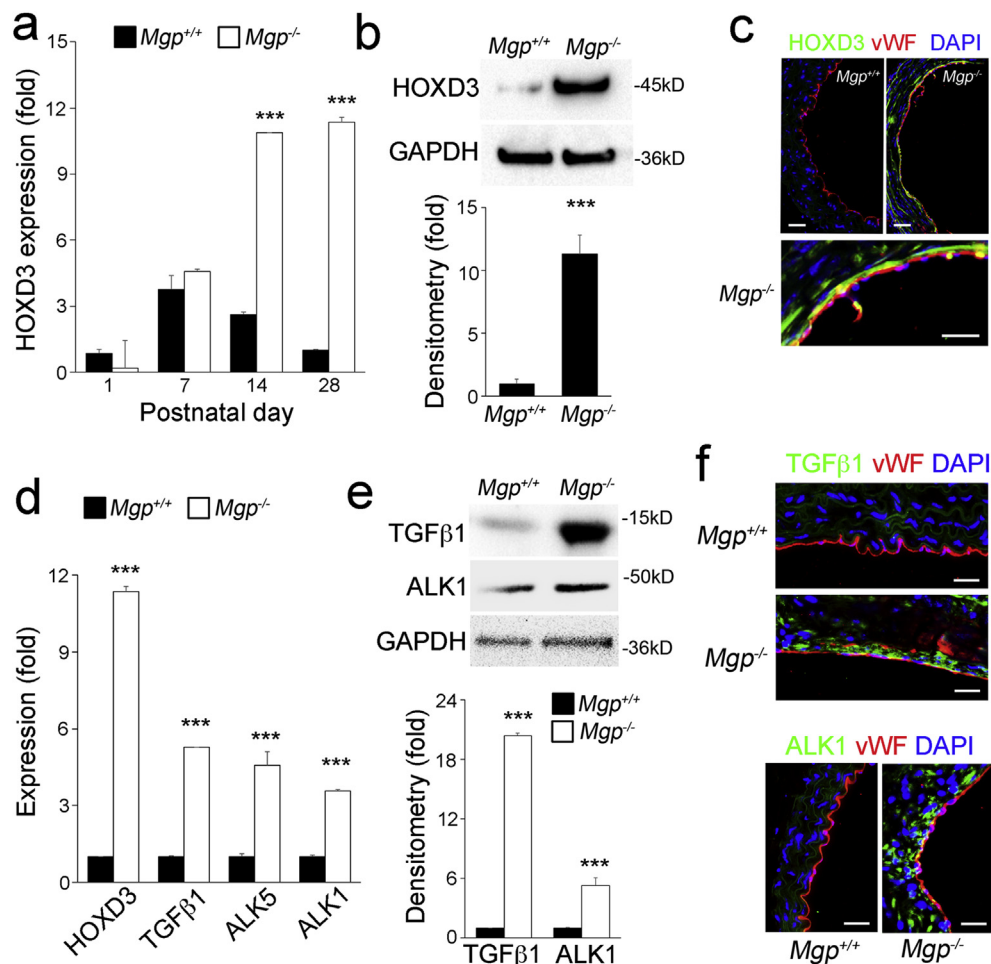 a
Mgp+/+ Mgp-/-
HOXD3 expression (fold)
15
12
9
6
3
0
*** ***
1 7 14 28
Postnatal day
b
Mgp+/+ Mgp-/-
HOXD3 -45kD
GAPDH -36kD
Densitometry (fold)
15
10
5
0
***
Mgp+/+ Mgp-/-
c
HOXD3 vWF DAPI
Mgp+/+ Mgp-/-
Mgp-/-
d
Mgp+/+ Mgp-/-
Expression (fold)
12
9
6
3
0
*** *** *** ***
HOXD3 TGFβ1 ALK5 ALK1
e
Mgp+/+ Mgp-/-
TGFβ1 -15kD
ALK1 -50kD
GAPDH -36kD
Mgp+/+
Mgp-/-
Densitometry (fold)
24
18
12
6
0
*** ***
TGFβ1 ALK1
f
TGFβ1 vWF DAPI
Mgp+/+
Mgp-/-
ALK1 vWF DAPI
Mgp+/+ Mgp-/-